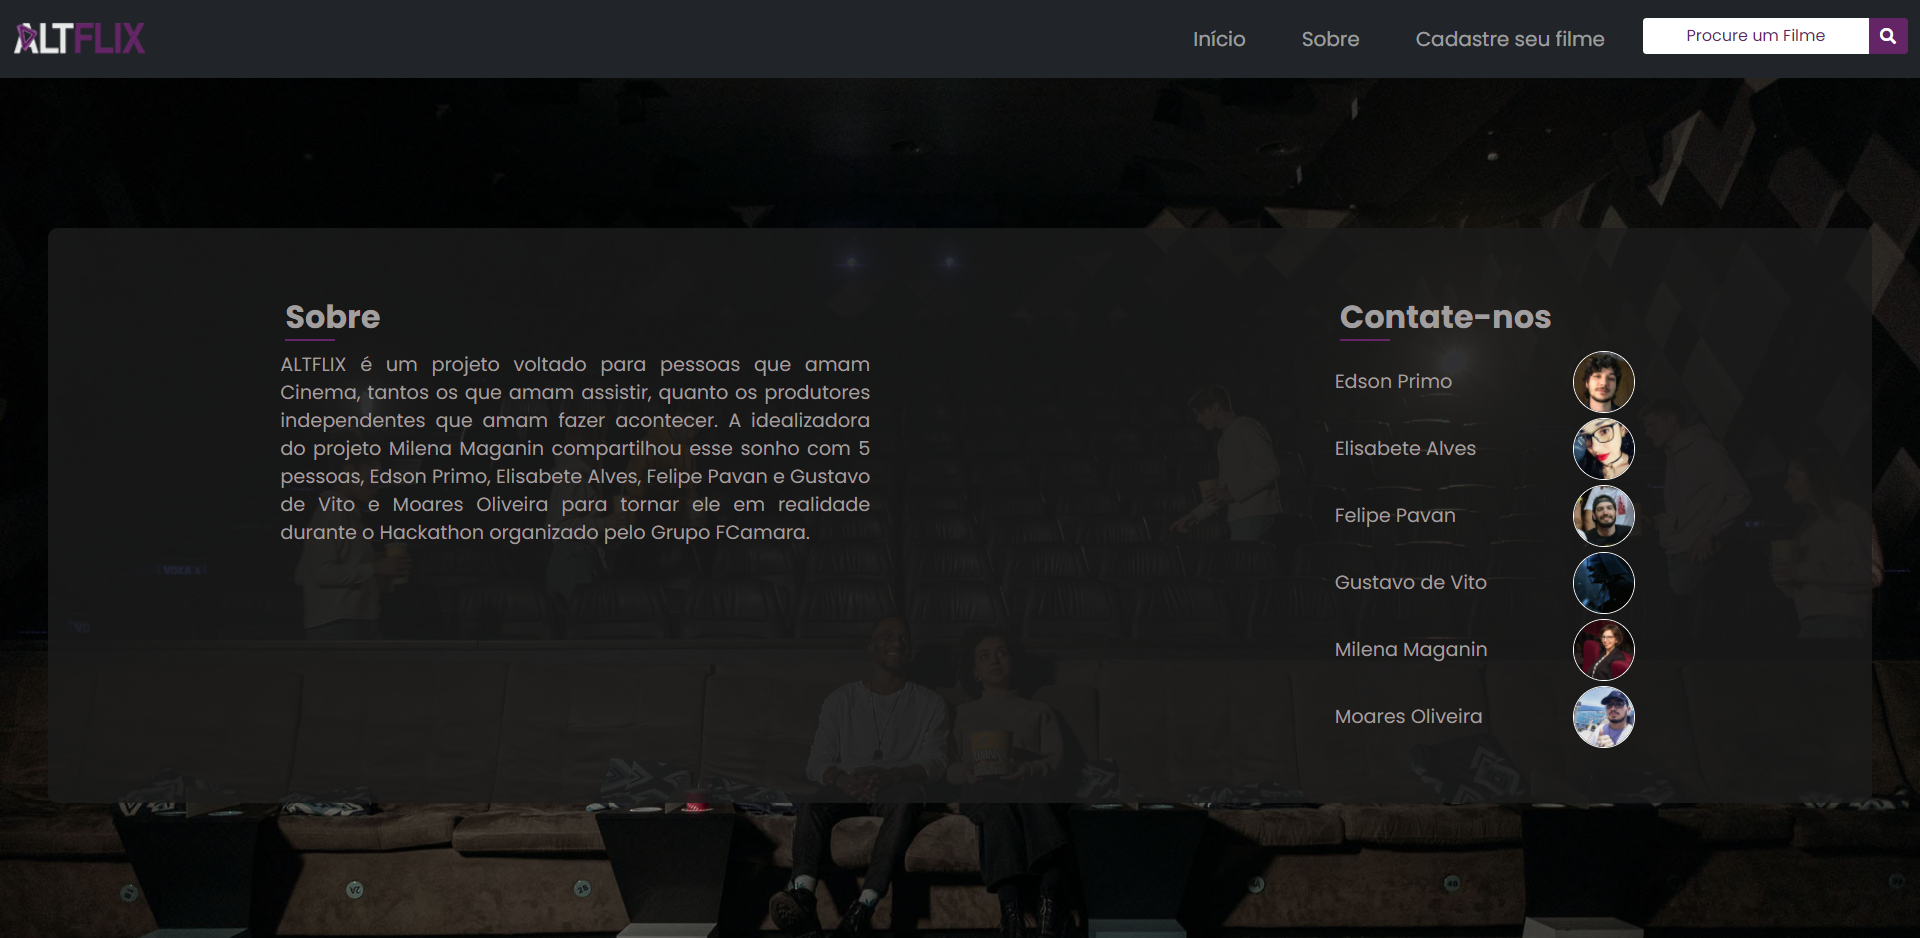 ALTFLIX
Início
Sobre
Cadastre seu filme
Procure um Filme
Sobre
ALTFLIX é um projeto voltado para pessoas que amam
Cinema, tantos os que amam assistir, quanto os produtores
independentes que amam fazer acontecer. A idealizadora
do projeto Milena Maganin compartilhou esse sonho com 5
pessoas, Edson Primo, Elisabete Alves, Felipe Pavan e Gustavo
de Vito e Moares Oliveira para tornar ele em realidade
durante o Hackathon organizado pelo Grupo FCamara.
Contate-nos
Edson Primo
Elisabete Alves
Felipe Pavan
Gustavo de Vito
Milena Maganin
Moares Oliveira
2A
2B